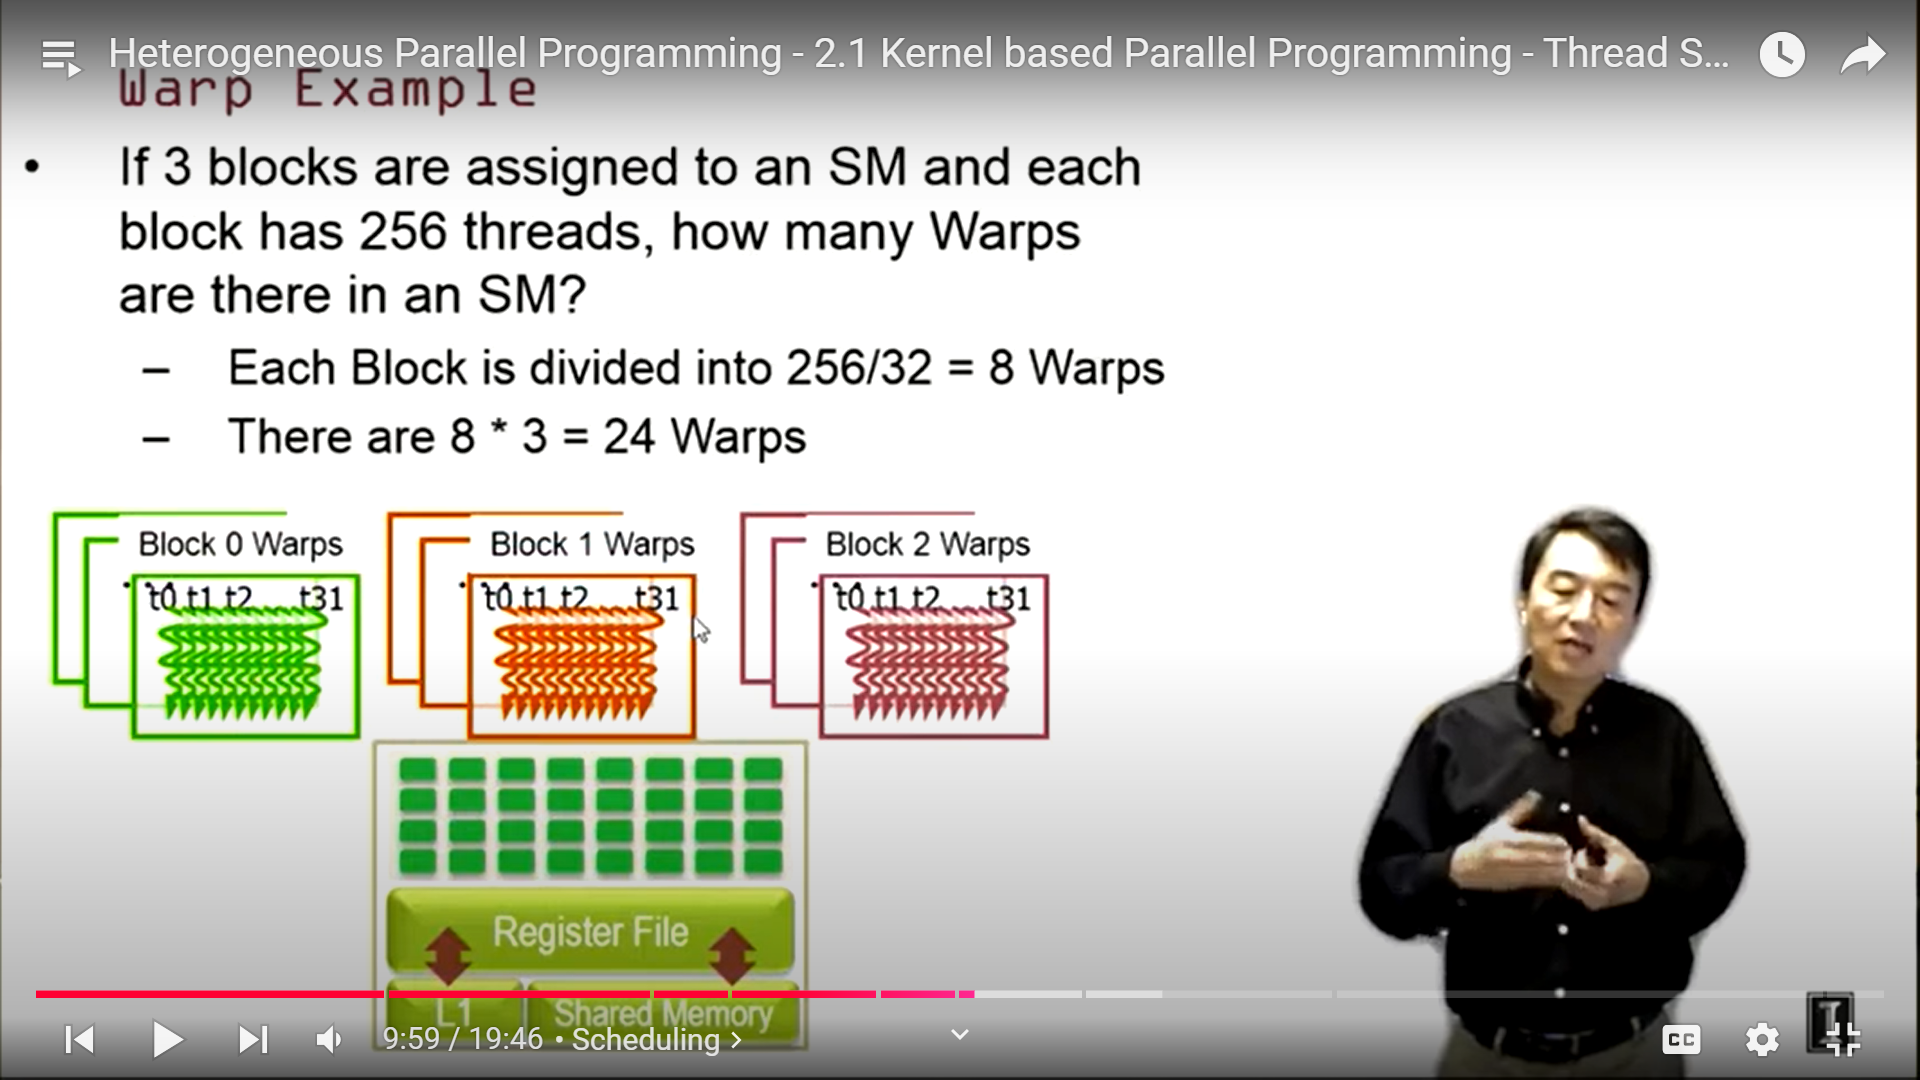 Heterogeneous Parallel Programming - 2.1 Kernel based Parallel Programming - Thread S...
Warp Example
• If 3 blocks are assigned to an SM and each
block has 256 threads, how many Warps
are there in an SM?
– Each Block is divided into 256/32 = 8 Warps
– There are 8 * 3 = 24 Warps
Block 0 Warps
Block 1 Warps
Block 2 Warps
t0 t1 t2 ... t31
t0 t1 t2 ... t31
t0 t1 t2 ... t31
Register File
L1
Shared Memory
9:59 / 19:46 • Scheduling >
CC
I